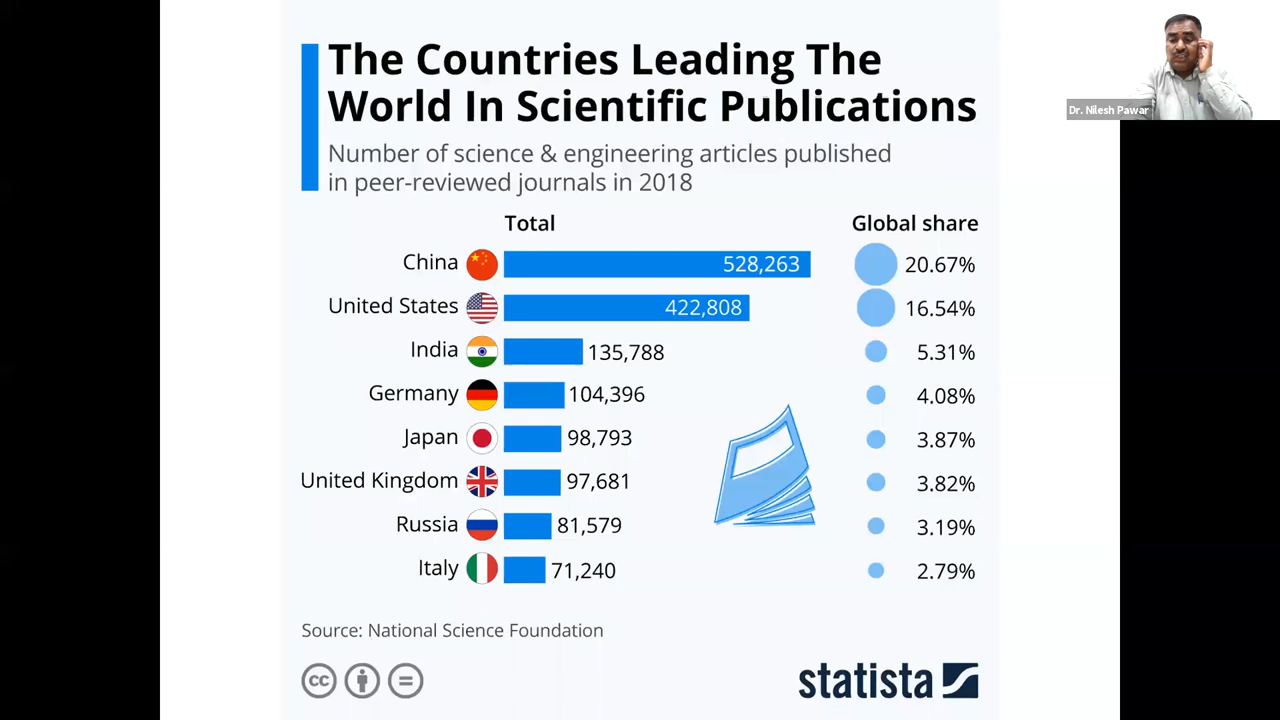 The Countries Leading The
World In Scientific Publications
Number of science & engineering articles published
in peer-reviewed journals in 2018
Total Global share
China 528,263 20.67%
United States 422,808 16.54%
India 135,788 5.31%
Germany 104,396 4.08%
Japan 98,793 3.87%
United Kingdom 97,681 3.82%
Russia 81,579 3.19%
Italy 71,240 2.79%
Source: National Science Foundation
cc =
statista
Dr. Nilesh Pawar